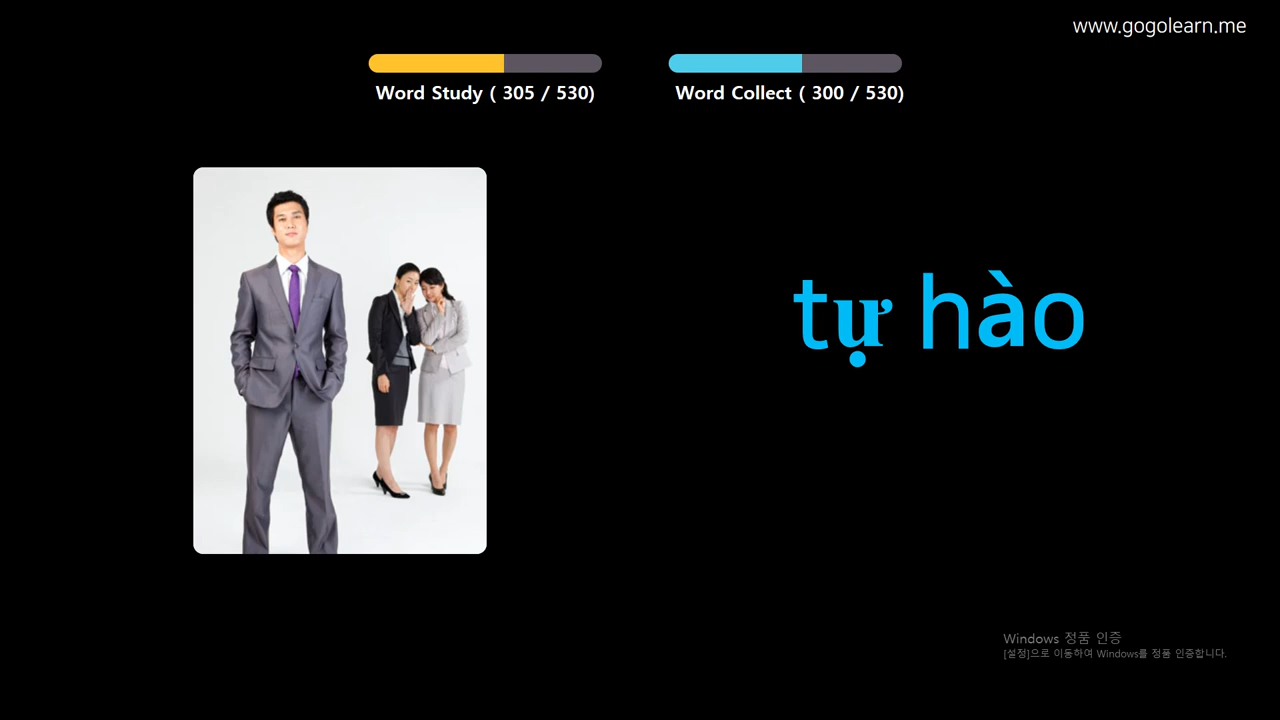 www.gogolearn.me
Word Study ( 305 / 530)
Word Collect ( 300 / 530)
tự hào
Windows 정품 인증
[설정]으로 이동하여 Windows를 정품 인증합니다.